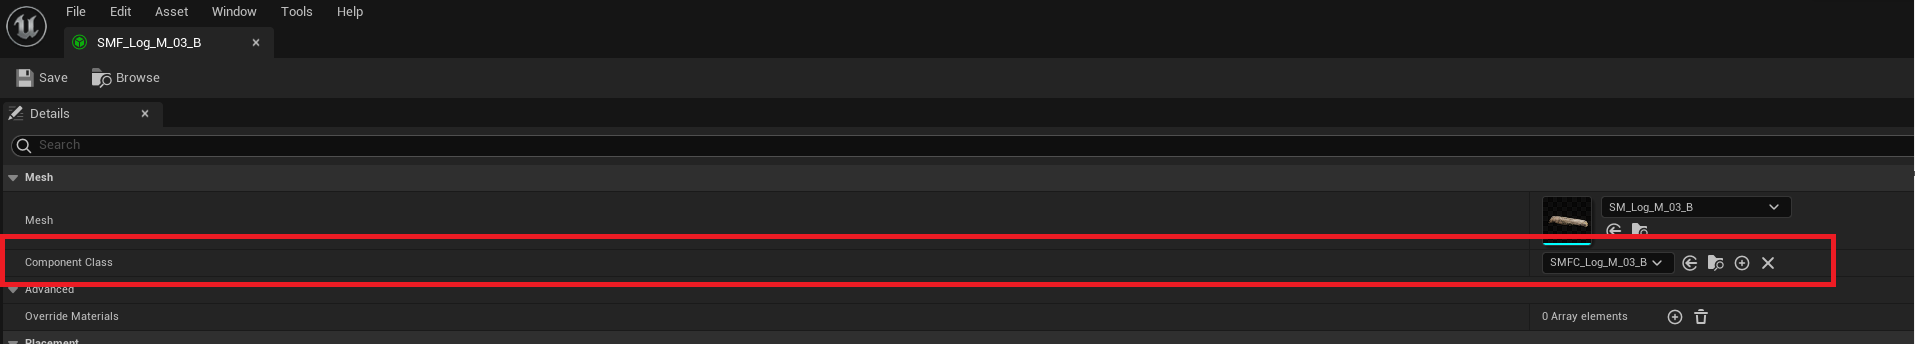 File Edit Asset Window Tools Help
SMF_Log_M_03_B
Save Browse
Details
Search
Mesh
Mesh SM_Log_M_03_B
Component Class SMFC_Log_M_03_B
Advanced
Override Materials 0 Array elements
Placement